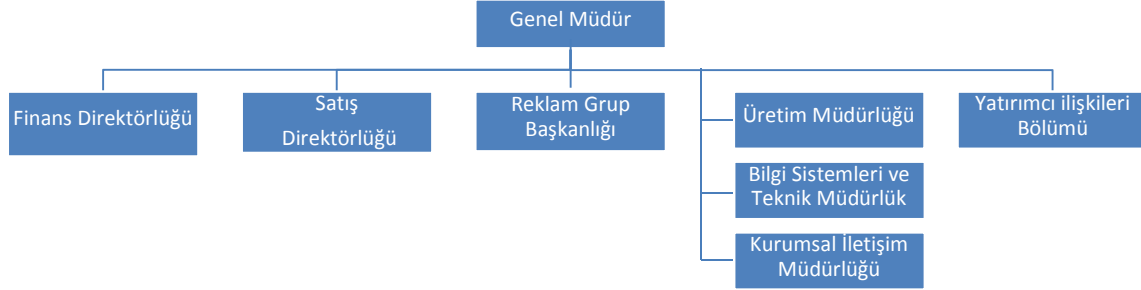 Genel Müdür
Finans Direktörlüğü
Satış
Direktörlüğü
Reklam Grup
Başkanlığı
Üretim Müdürlüğü
Yatırımcı ilişkileri
Bölümü
Bilgi Sistemleri ve
Teknik Müdürlük
Kurumsal İletişim
Müdürlüğü